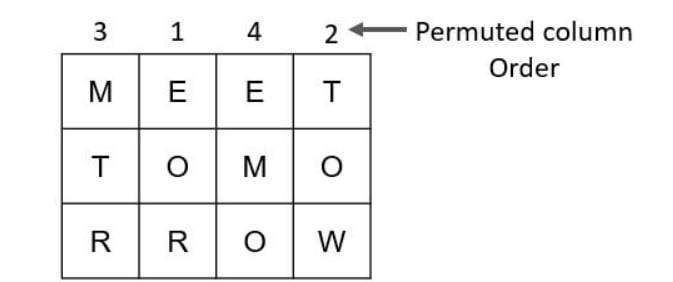 3 1 4 2 Permuted column
Order
M E E T
T O M O
R R O W